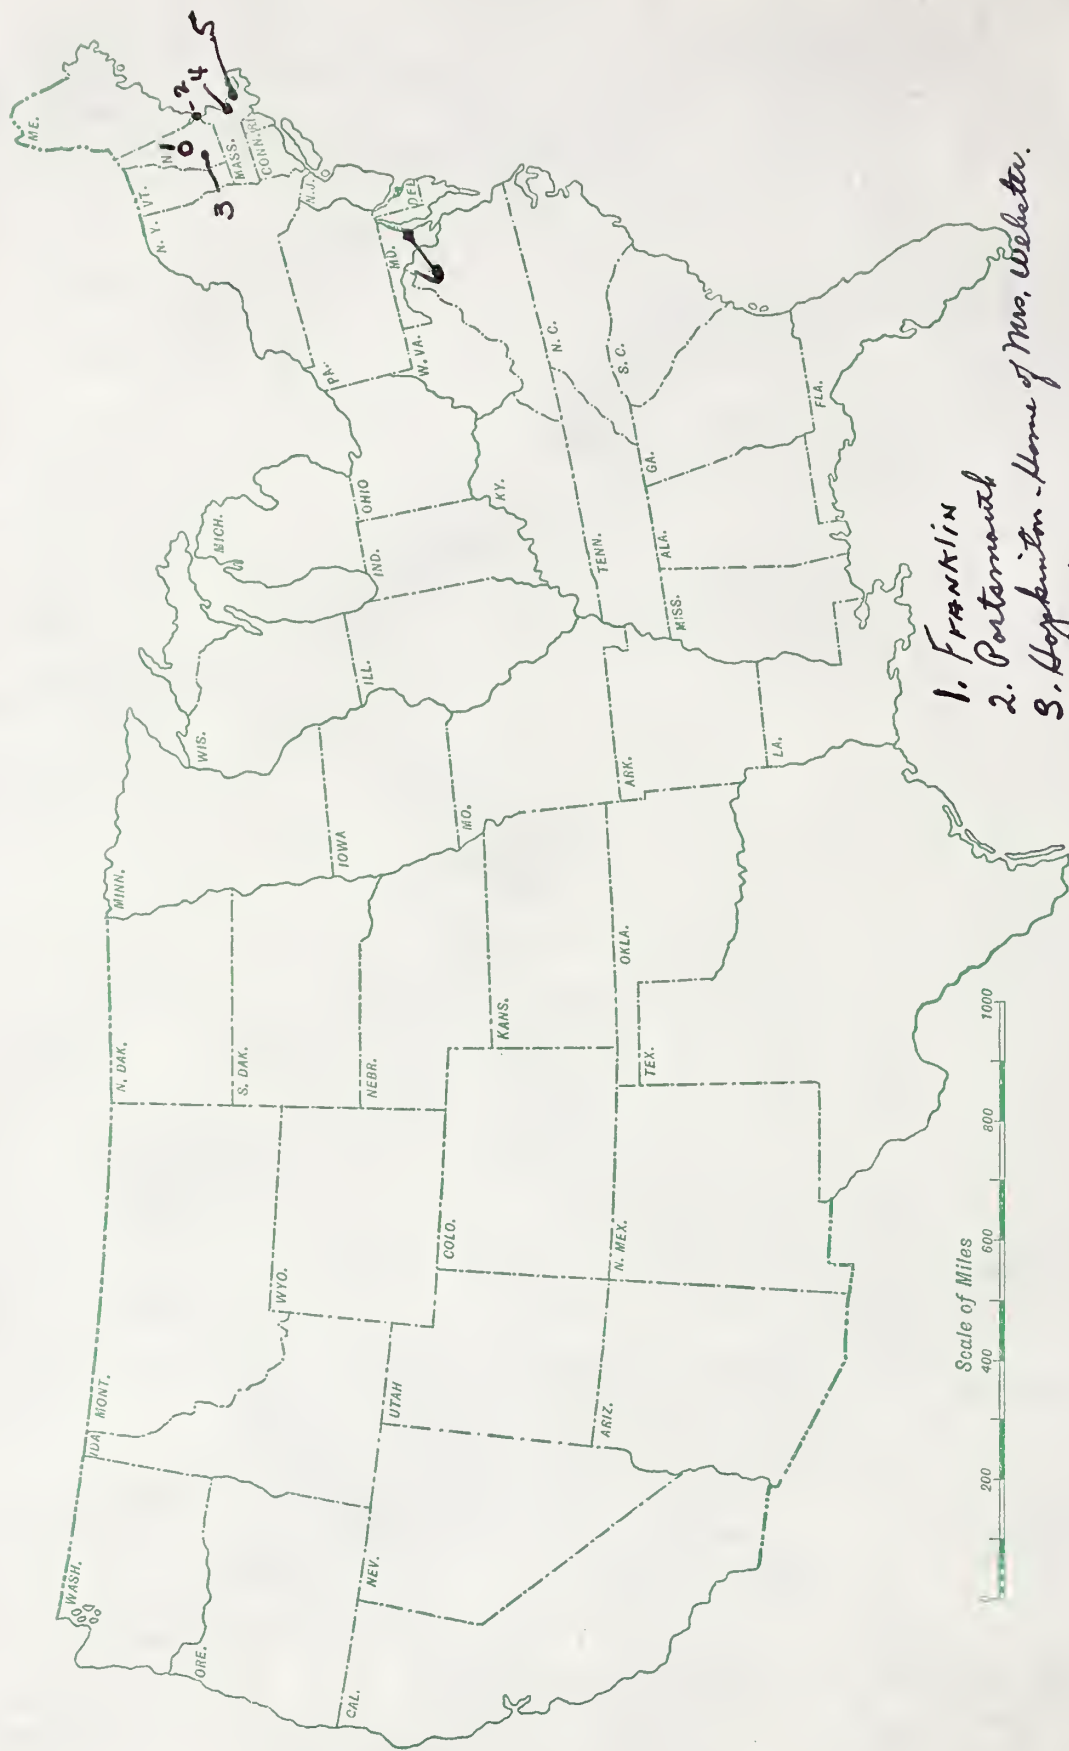 WASH.
IDA
MONT.
N. DAK.
MINN.
ORE.
WYO.
S. DAK.
WIS.
MICH.
CAL.
NEV.
UTAH
COLO.
NEBR.
IOWA
ILL.
IND.
OHIO
PA.
N. Y.
VT.
N
ME.
MASS.
CONN.
R.I.
N.J.
DEL.
MD.
W. VA.
KY.
KANS.
MO.
ARIZ.
N. MEX.
TEX.
OKLA.
ARK.
TENN.
N. C.
S. C.
MISS.
ALA.
GA.
LA.
FLA.
1
2
3
4
5
6
Scale of Miles
0 200 400 600 800 1000
1. FRANKlIN
2. Portsmouth
3. Hopkinton - Home of Mrs. Webster.